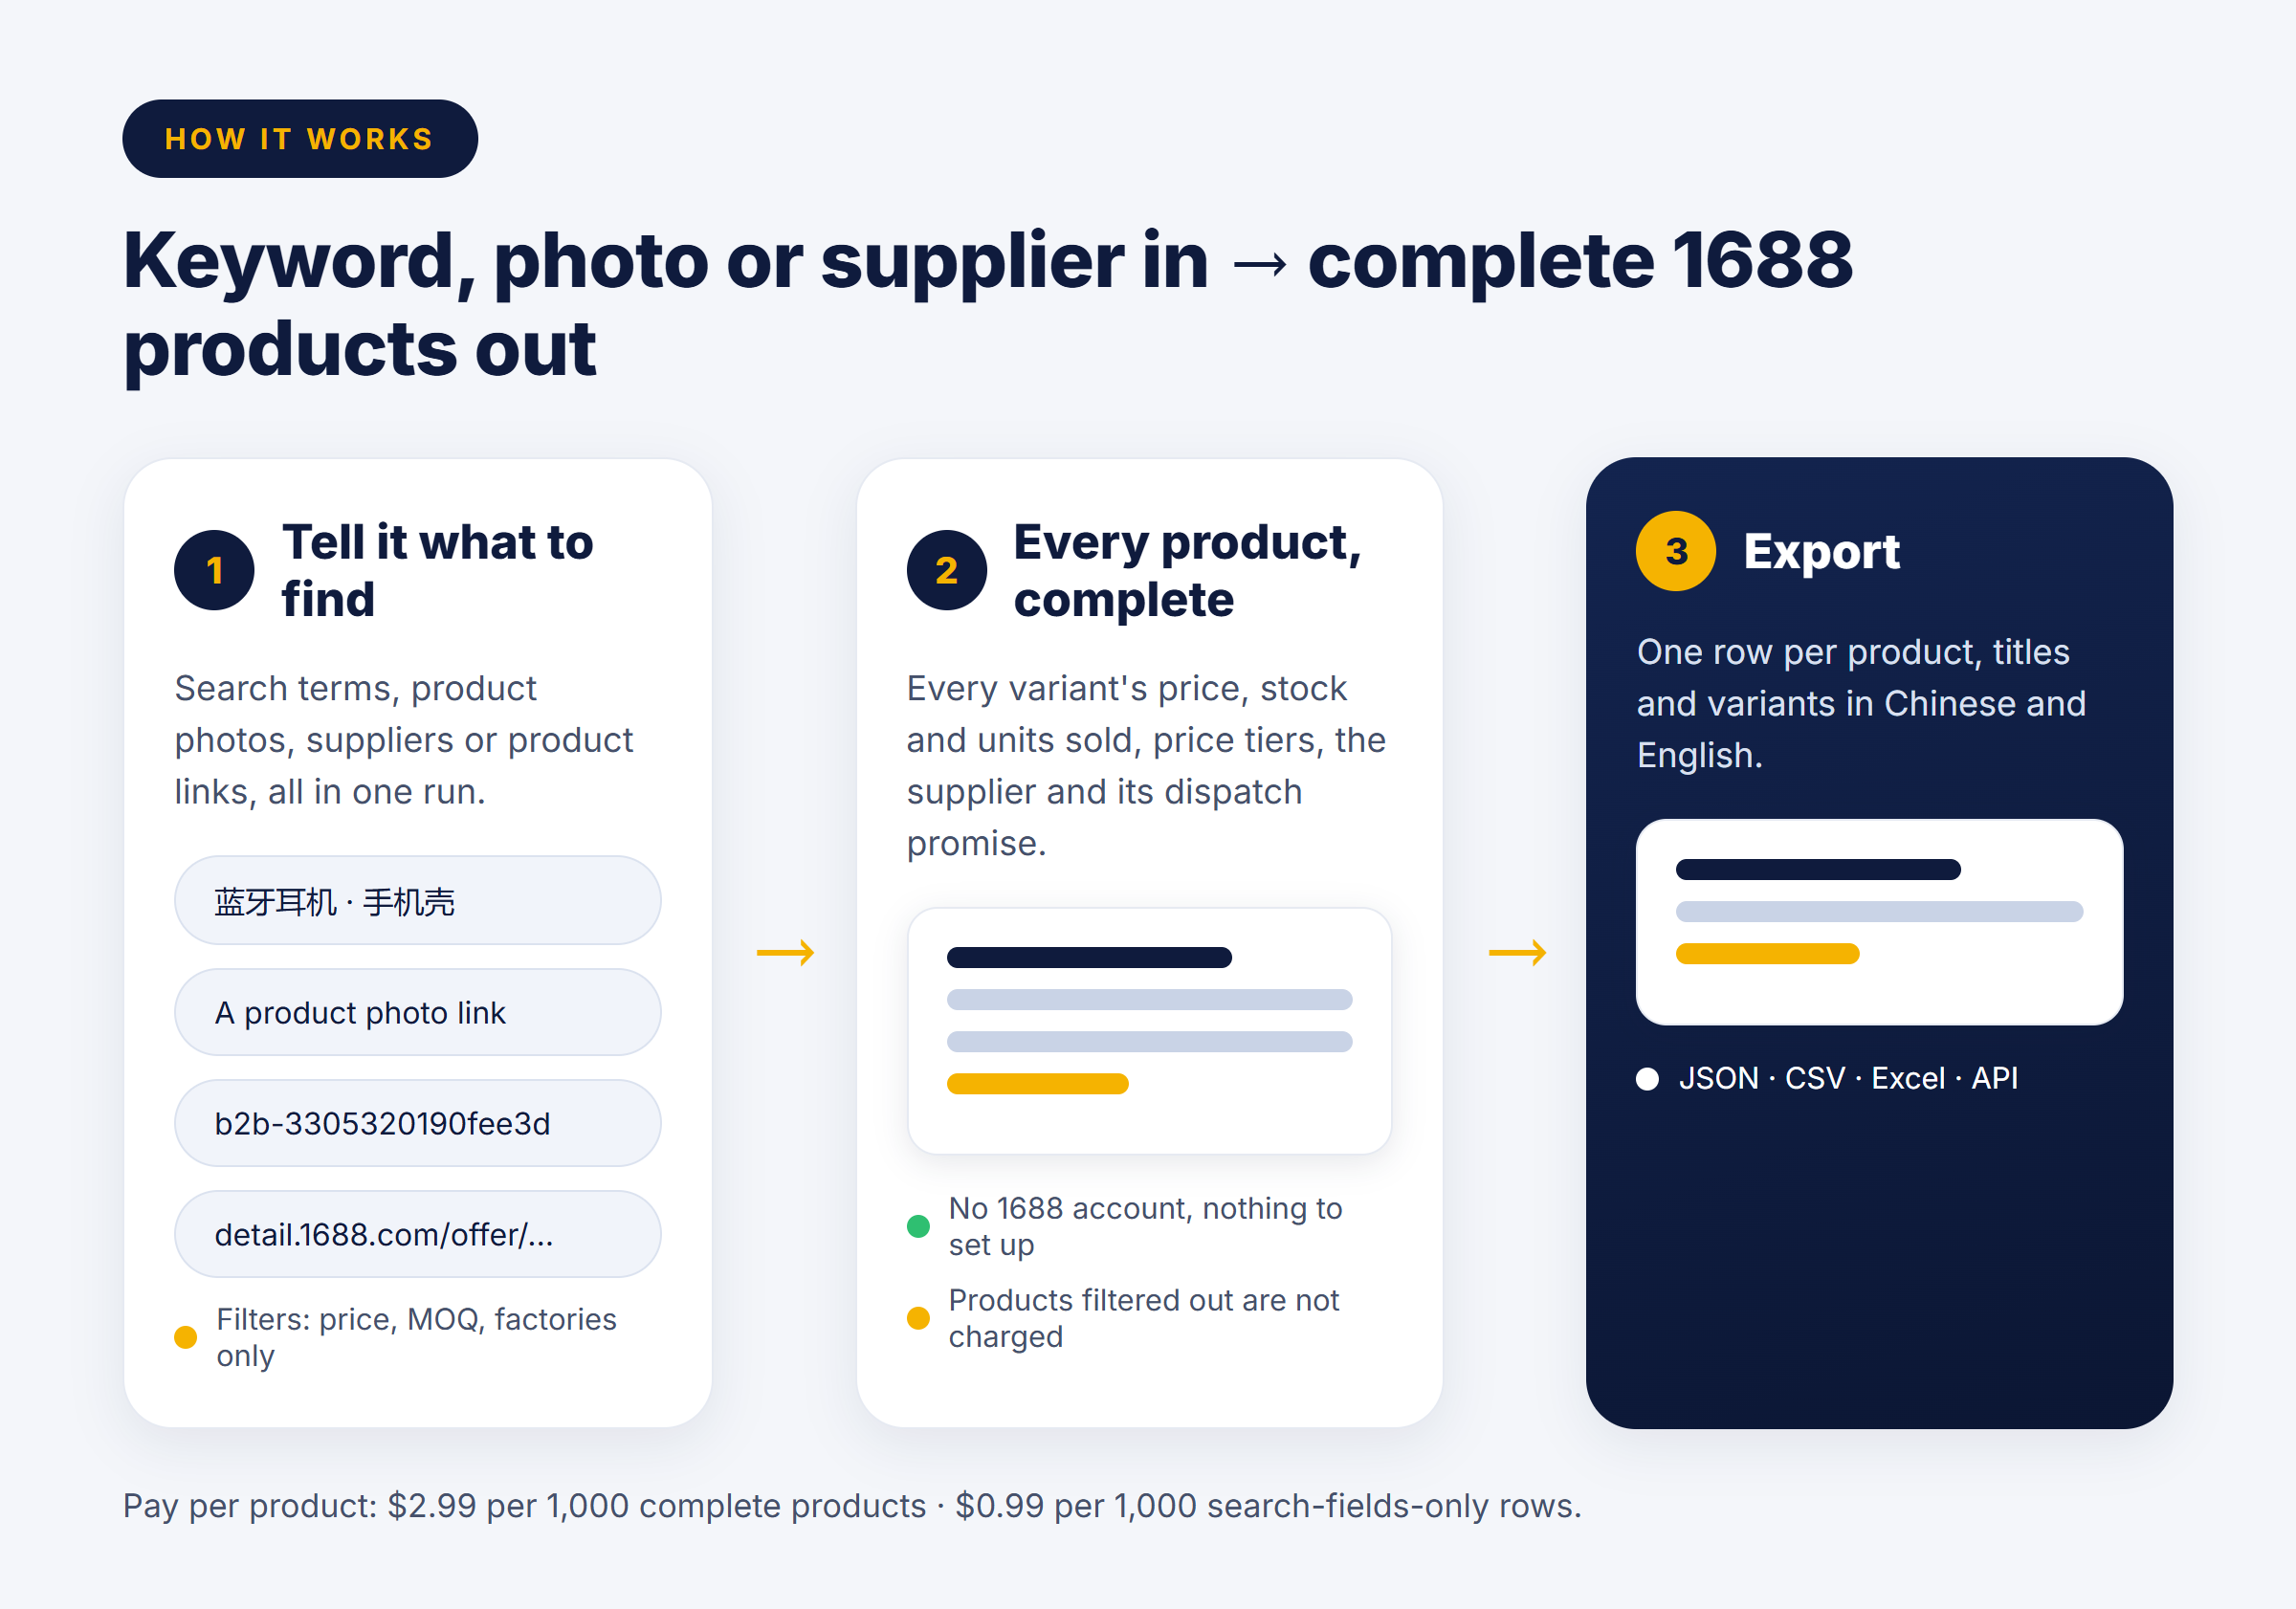 HOW IT WORKS
Keyword, photo or supplier in → complete 1688
products out
1
Tell it what to
find
Search terms, product
photos, suppliers or product
links, all in one run.
蓝牙耳机 · 手机壳
A product photo link
b2b-3305320190fee3d
detail.1688.com/offer/...
Filters: price, MOQ, factories
only
→
2
Every product,
complete
Every variant's price, stock
and units sold, price tiers, the
supplier and its dispatch
promise.
No 1688 account, nothing to
set up
Products filtered out are not
charged
→
3
Export
One row per product, titles
and variants in Chinese and
English.
JSON · CSV · Excel · API
Pay per product: $2.99 per 1,000 complete products · $0.99 per 1,000 search-fields-only rows.